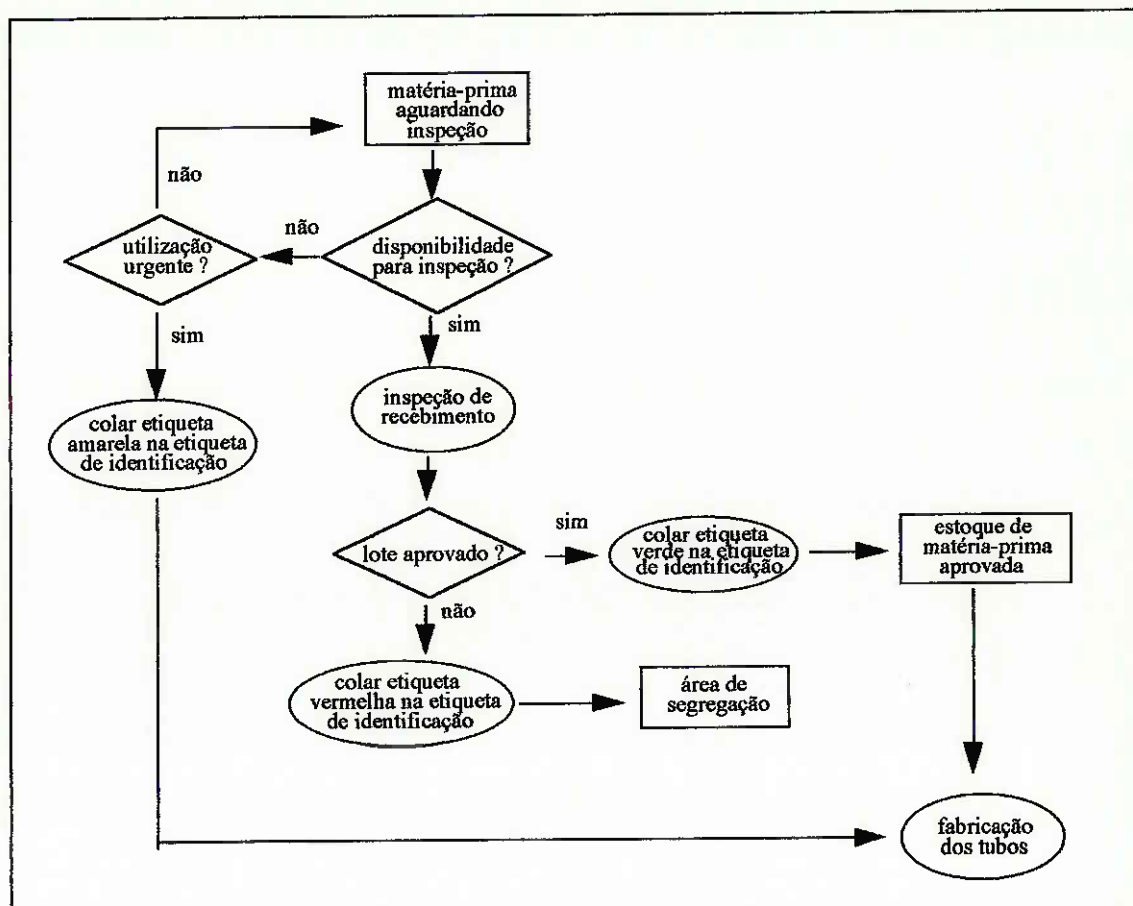 matéria-prima
aguardando
inspeção
não
não
utilização
urgente ?
disponibilidade
para inspeção ?
sim
sim
inspeção de
recebimento
colar etiqueta
amarela na etiqueta
de identificação
lote aprovado ?
sim
colar etiqueta
verde na etiqueta
de identificação
estoque de
matéria-prima
aprovada
não
colar etiqueta
vermelha na etiqueta
de identificação
área de
segregação
fabricação
dos tubos